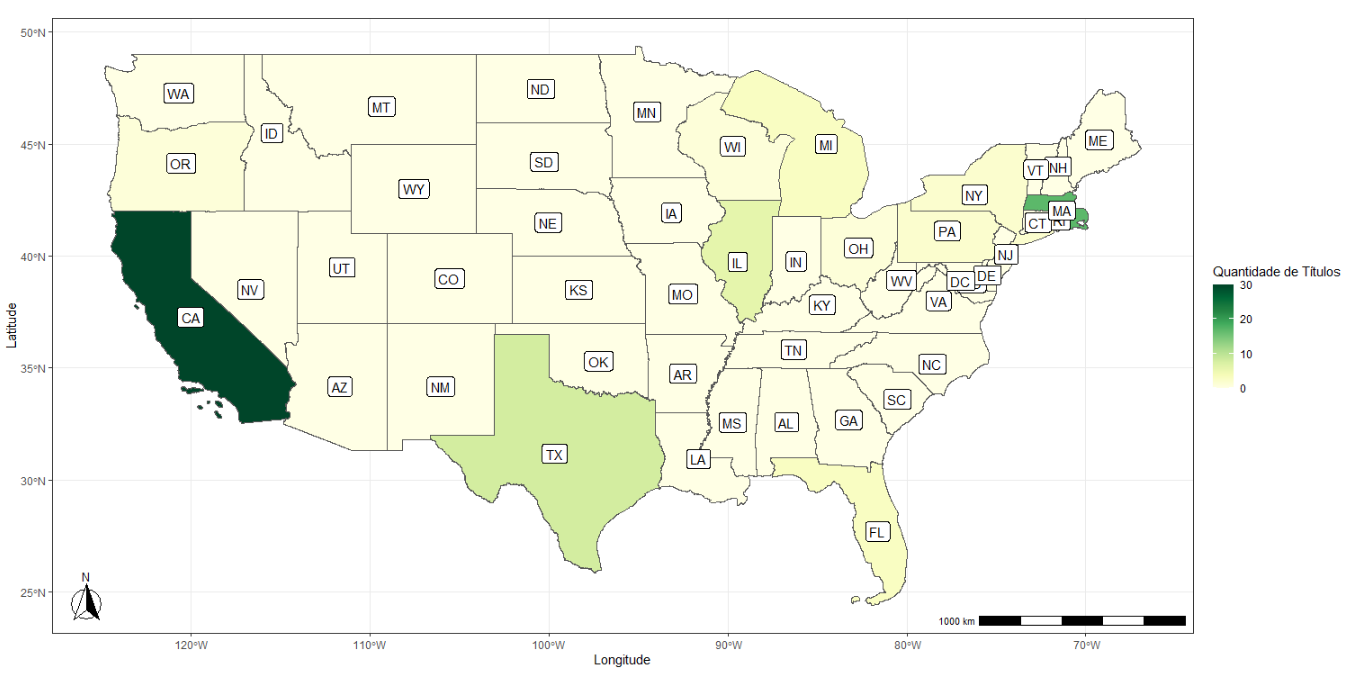 50°N
45°N
40°N
35°N
30°N
25°N
Latitude
WA
MT
ND
MN
ID
OR
SD
WI
MI
ME
VT
NH
WY
NY
NE
IA
MA
CT
PA
OH
NJ
UT
CO
IL
IN
DE
DC
WV
NV
KS
MO
VA
KY
CA
TN
NC
OK
AR
AZ
NM
SC
MS
AL
GA
TX
LA
FL
N
1000 km
120°W
110°W
100°W
90°W
80°W
70°W
Longitude
Quantidade de Títulos
30
20
10
0